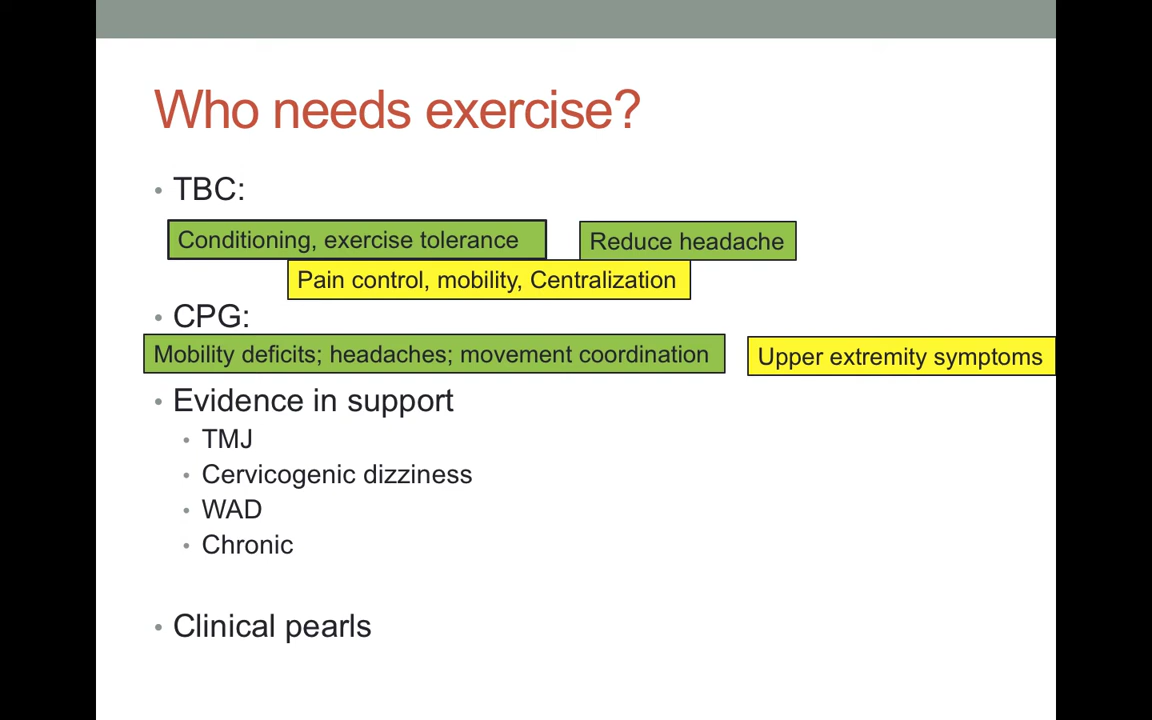 Who needs exercise?
• TBC:
Conditioning, exercise tolerance
Reduce headache
Pain control, mobility, Centralization
• CPG:
Mobility deficits; headaches; movement coordination
Upper extremity symptoms
• Evidence in support
• TMJ
• Cervicogenic dizziness
• WAD
• Chronic
• Clinical pearls